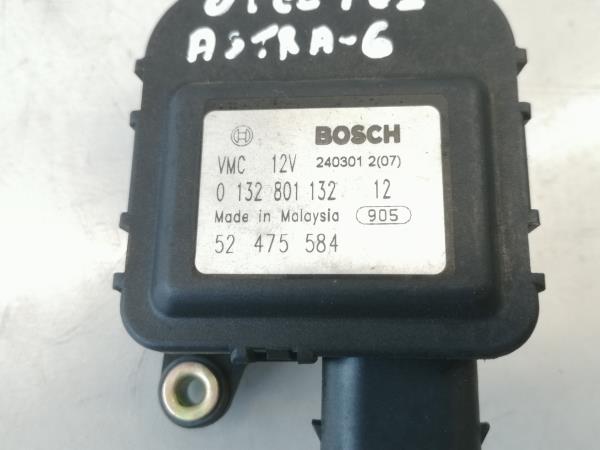 ASTRA-G
BOSCH
VMC 12V 240301 2(07)
0 132 801 132 12
Made in Malaysia 905
52 475 584